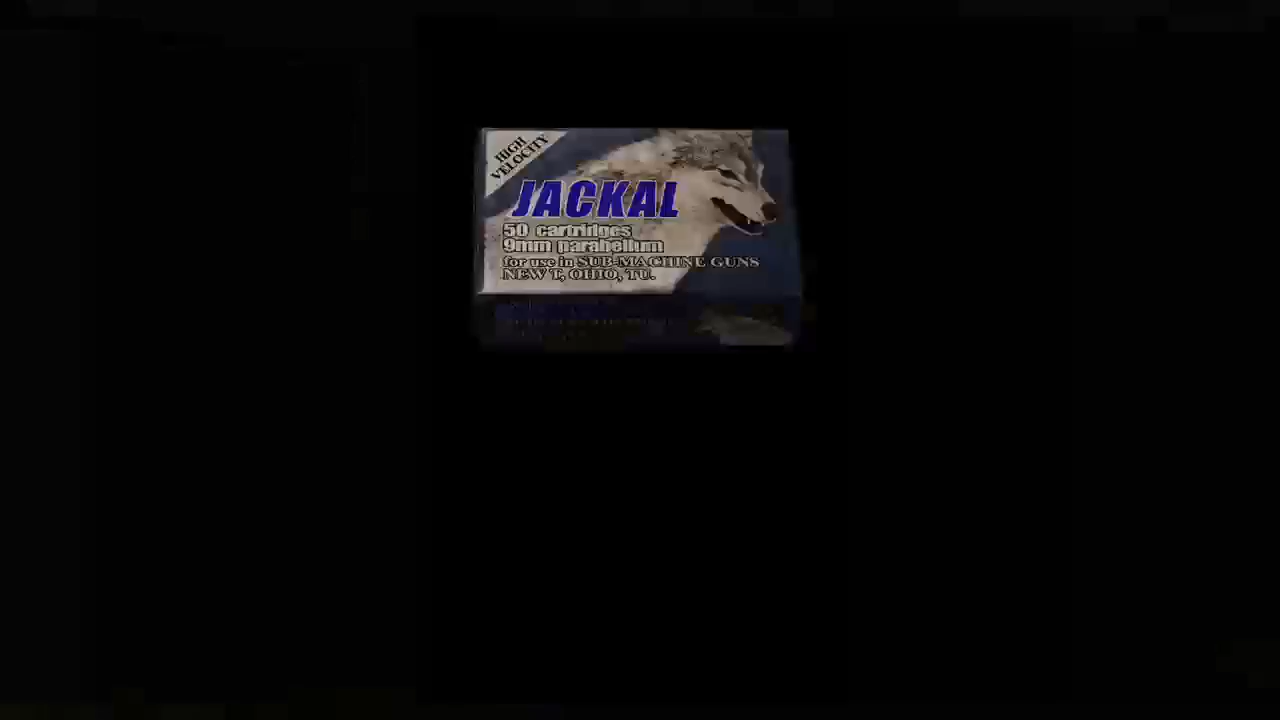 HIGH
VELOCITY
JACKAL
50 cartridges
9mm parabellum
for use in SUB-MACHINE GUNS
NEW T, OHIO, TU.